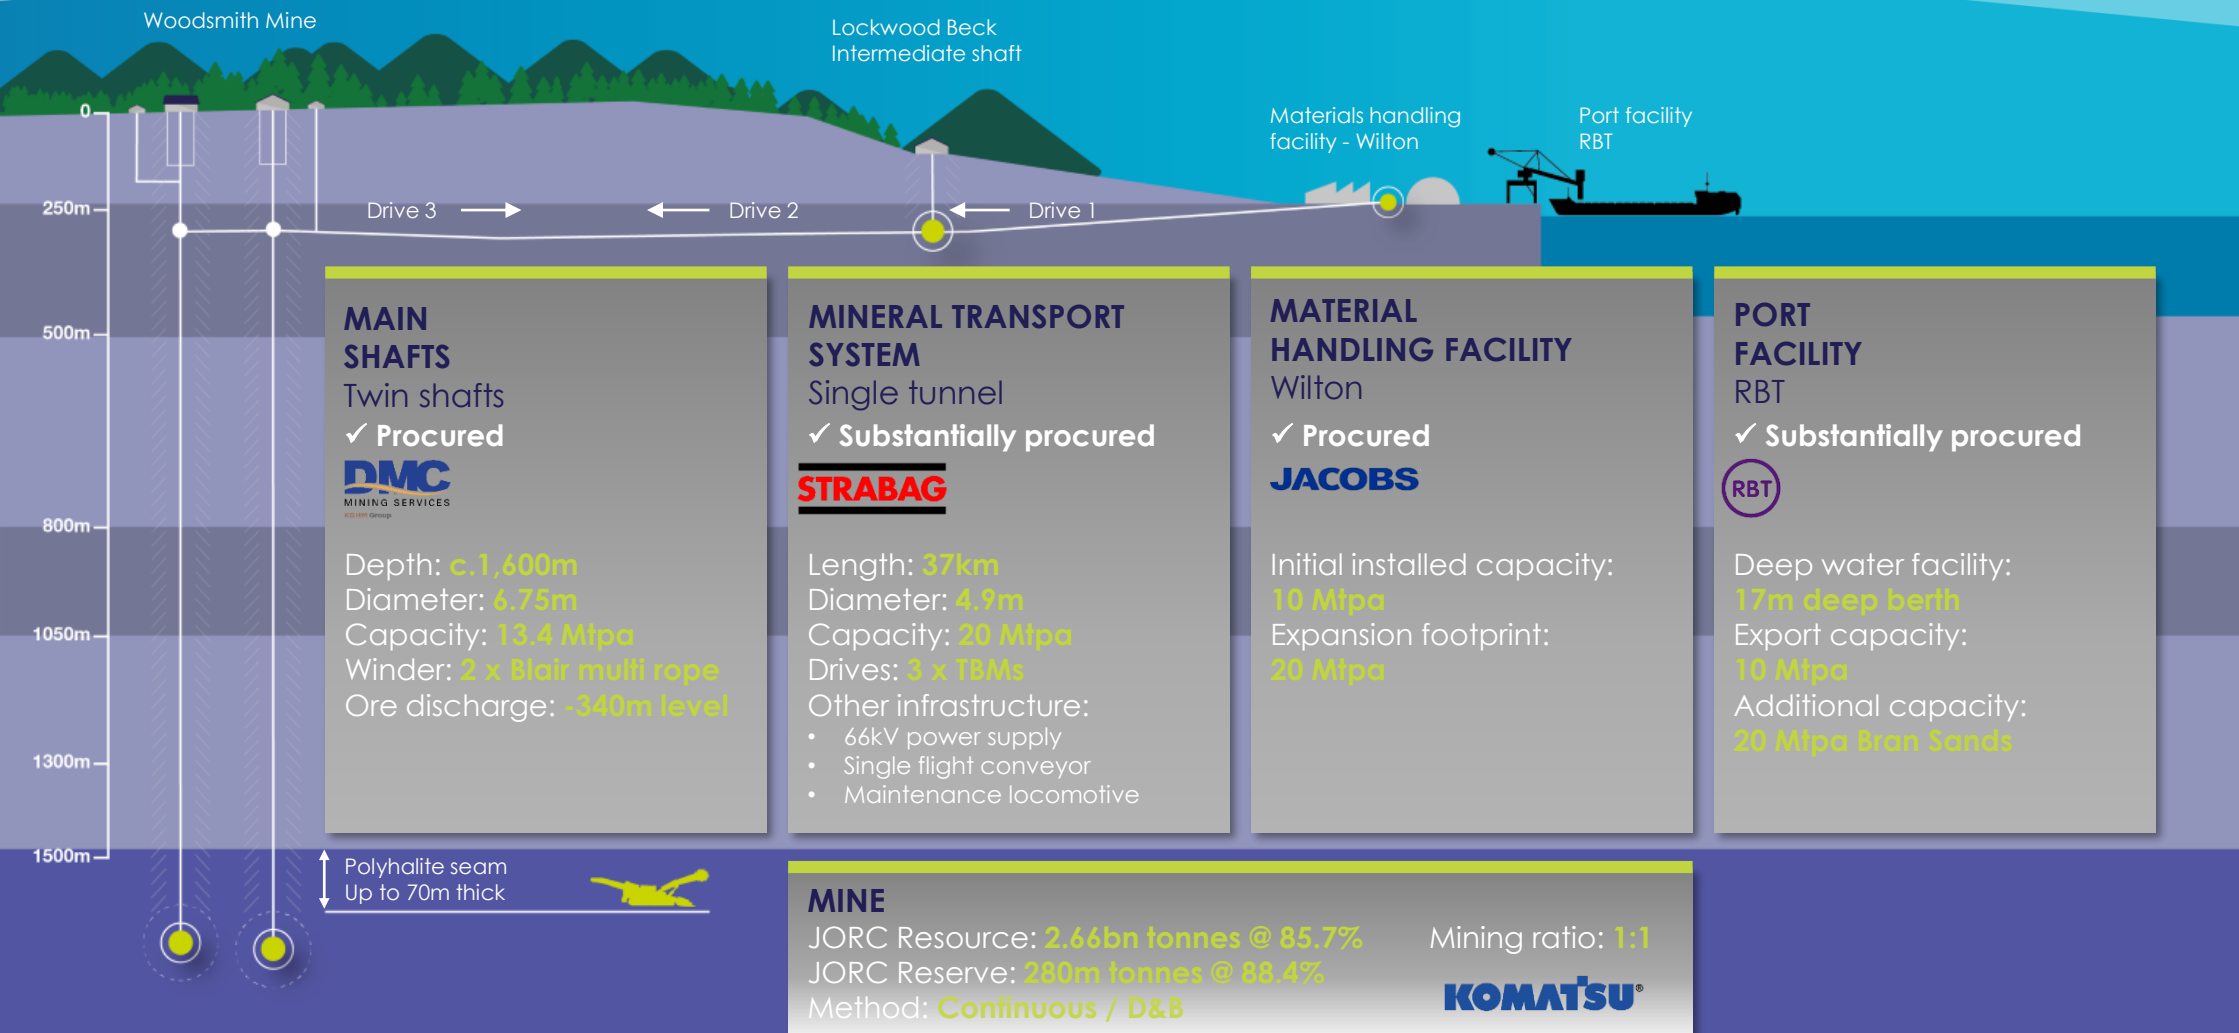 Woodsmith Mine
Lockwood Beck
Intermediate shaft
Materials handling
facility - Wilton
Port facility
RBT
0
250m
500m
800m
1050m
1300m
1500m
Drive 3
Drive 2
Drive 1
MAIN
SHAFTS
Twin shafts
✓ Procured
DMC
MINING SERVICES
KGHM Group
Depth: c.1,600m
Diameter: 6.75m
Capacity: 13.4 Mtpa
Winder: 2 x Blair multi rope
Ore discharge: -340m level
MINERAL TRANSPORT
SYSTEM
Single tunnel
✓ Substantially procured
STRABAG
Length: 37km
Diameter: 4.9m
Capacity: 20 Mtpa
Drives: 3 x TBMs
Other infrastructure:
• 66kV power supply
• Single flight conveyor
• Maintenance locomotive
MATERIAL
HANDLING FACILITY
Wilton
✓ Procured
JACOBS
Initial installed capacity:
10 Mtpa
Expansion footprint:
20 Mtpa
PORT
FACILITY
RBT
✓ Substantially procured
RBT
Deep water facility:
17m deep berth
Export capacity:
10 Mtpa
Additional capacity:
20 Mtpa Bran Sands
Polyhalite seam
Up to 70m thick
MINE
JORC Resource: 2.66bn tonnes @ 85.7%
JORC Reserve: 280m tonnes @ 88.4%
Method: Continuous / D&B
Mining ratio: 1:1
KOMATSU®